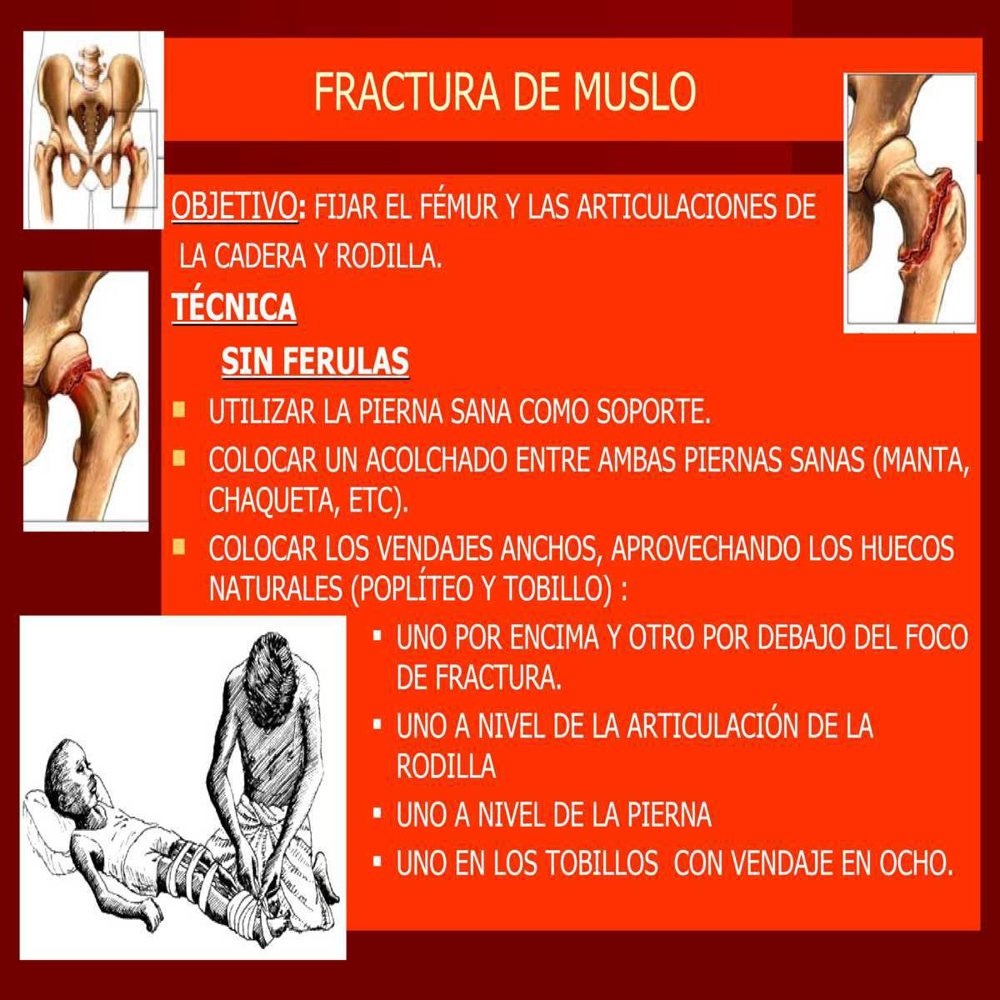 FRACTURA DE MUSLO
OBJETIVO: FIJAR EL FÉMUR Y LAS ARTICULACIONES DE
LA CADERA Y RODILLA.
TÉCNICA
SIN FERULAS
UTILIZAR LA PIERNA SANA COMO SOPORTE.
COLOCAR UN ACOLCHADO ENTRE AMBAS PIERNAS SANAS (MANTA,
CHAQUETA, ETC).
COLOCAR LOS VENDAJES ANCHOS, APROVECHANDO LOS HUECOS
NATURALES (POPLÍTEO Y TOBILLO) :
UNO POR ENCIMA Y OTRO POR DEBAJO DEL FOCO
DE FRACTURA.
UNO A NIVEL DE LA ARTICULACIÓN DE LA
RODILLA
UNO A NIVEL DE LA PIERNA
UNO EN LOS TOBILLOS  CON VENDAJE EN OCHO.